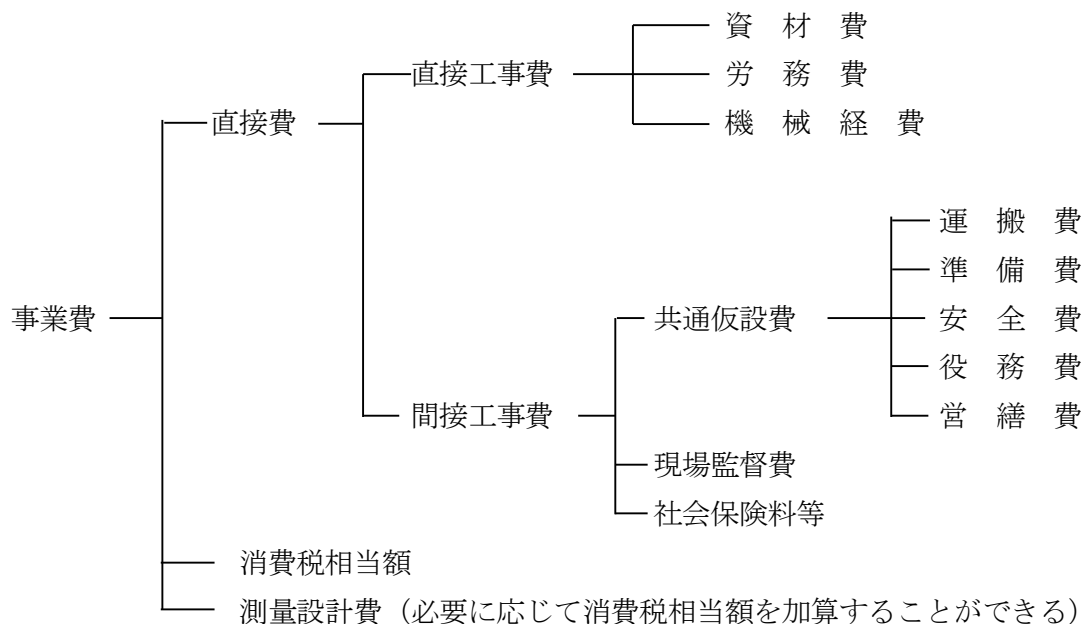 資　材　費
直接工事費
労　務　費
直接費
機　械　経　費
運　搬　費
準　備　費
事業費
共通仮設費
安　全　費
役　務　費
間接工事費
営　繕　費
現場監督費
社会保険料等
消費税相当額
測量設計費（必要に応じて消費税相当額を加算することができる）